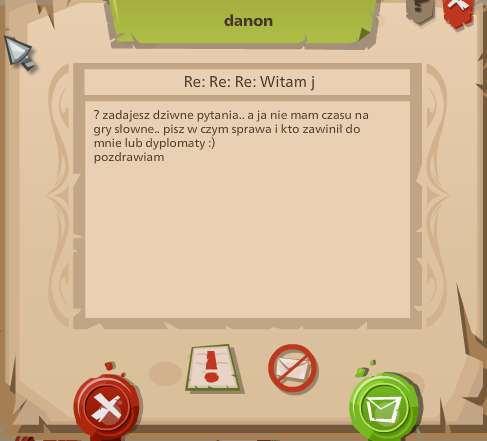 danon
Re: Re: Re: Witam j
? zadajesz dziwne pytania.. a ja nie mam czasu na
gry słowne.. pisz w czym sprawa i kto zawinił do
mnie lub dyplomaty :)
pozdrawiam